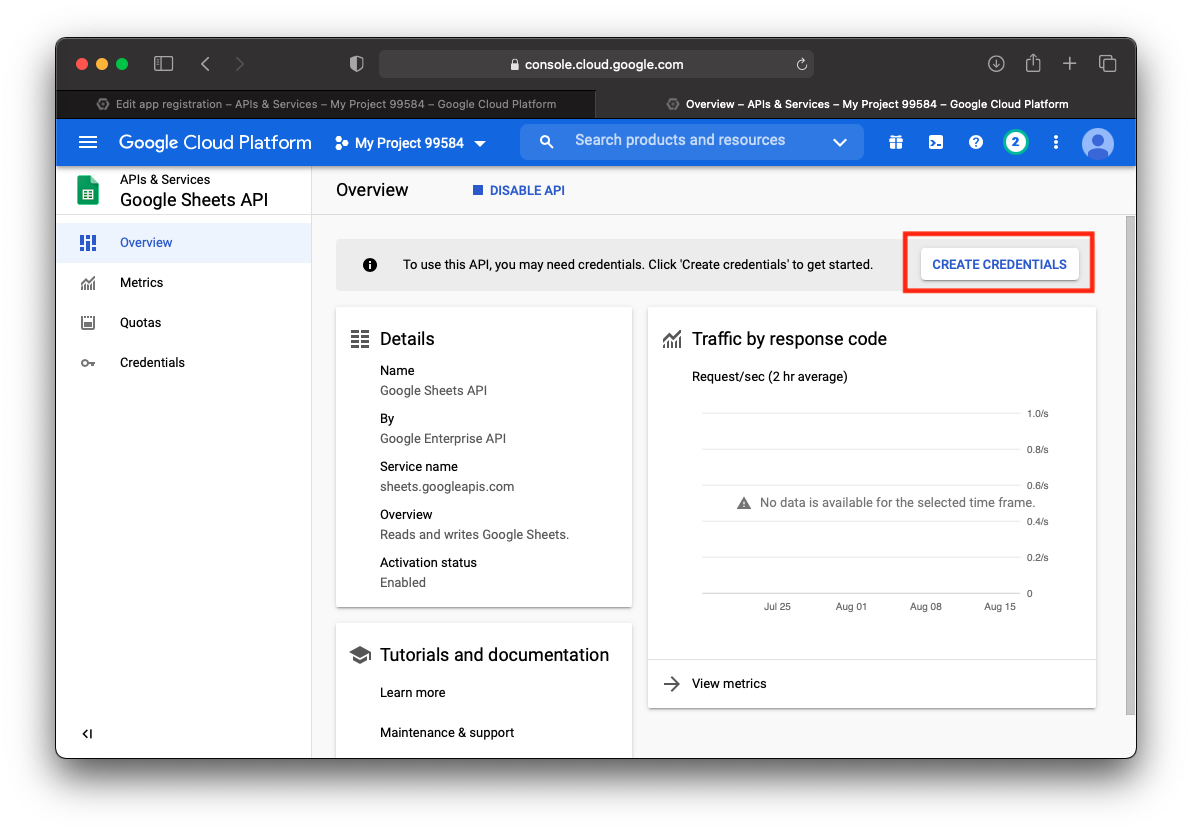 console.cloud.google.com
Edit app registration – APIs & Services – My Project 99584 – Google Cloud Platform
Overview – APIs & Services – My Project 99584 – Google Cloud Platform
Google Cloud Platform
My Project 99584
Search products and resources
2
APIs & Services
Google Sheets API
Overview
Metrics
Quotas
Credentials
Overview
DISABLE API
To use this API, you may need credentials. Click 'Create credentials' to get started.
CREATE CREDENTIALS
Details
Name
Google Sheets API
By
Google Enterprise API
Service name
sheets.googleapis.com
Overview
Reads and writes Google Sheets.
Activation status
Enabled
Tutorials and documentation
Learn more
Maintenance & support
Traffic by response code
Request/sec (2 hr average)
1.0/s
0.8/s
0.6/s
No data is available for the selected time frame.
0.4/s
0.2/s
0
Jul 25 Aug 01 Aug 08 Aug 15
View metrics